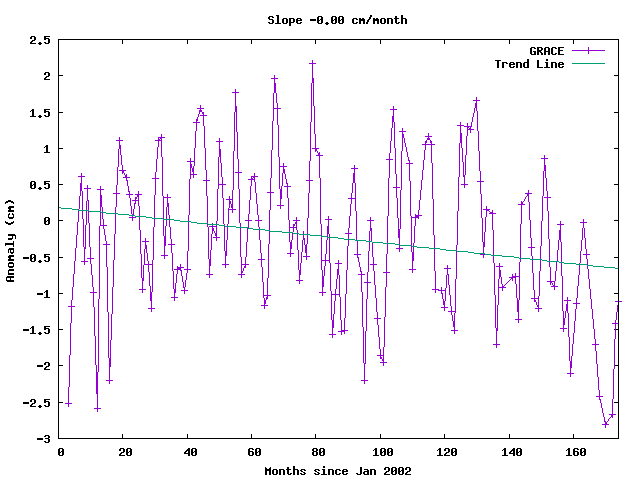 Slope -0.00 cm/month
2.5
GRACE
Trend Line
2
1.5
1
0.5
0
-0.5
-1
-1.5
-2
-2.5
-3
Anomaly (cm)
0 20 40 60 80 100 120 140 160
Months since Jan 2002